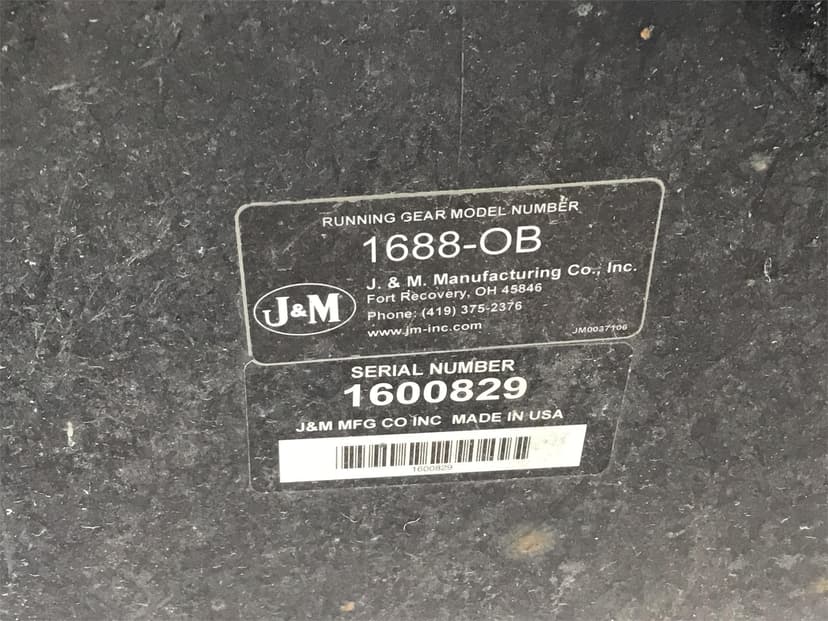 RUNNING GEAR MODEL NUMBER
1688-OB
J&M
J. & M. Manufacturing Co., Inc.
Fort Recovery, OH 45846
Phone: (419) 375-2376
www.jm-inc.com
JM0037106
SERIAL NUMBER
1600829
J&M MFG CO INC MADE IN USA
1600829